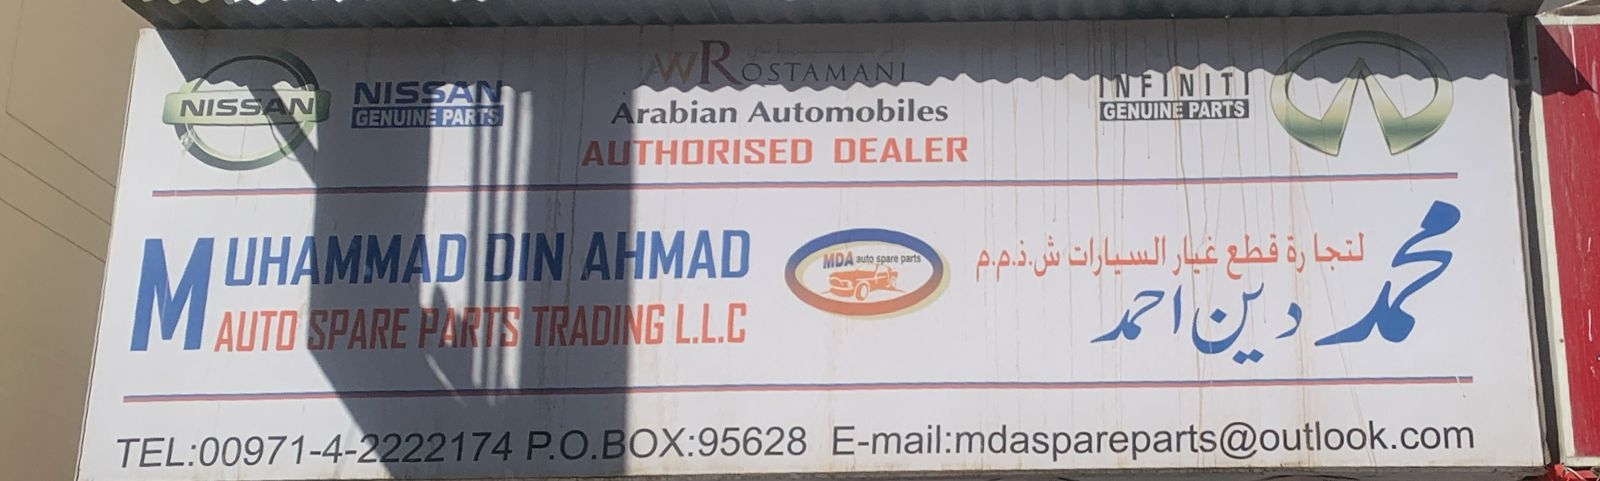 NISSAN
NISSAN
GENUINE PARTS
AWROSTAMANI
Arabian Automobiles
AUTHORISED DEALER
INFINITI
GENUINE PARTS
MUHAMMAD DIN AHMAD
AUTO SPARE PARTS TRADING L.L.C
MDA auto spare parts
محمد دين احمد
لتجارة قطع غيار السيارات ش.ذ.م.م
TEL:00971-4-2222174 P.O.BOX:95628 E-mail:mdaspareparts@outlook.com